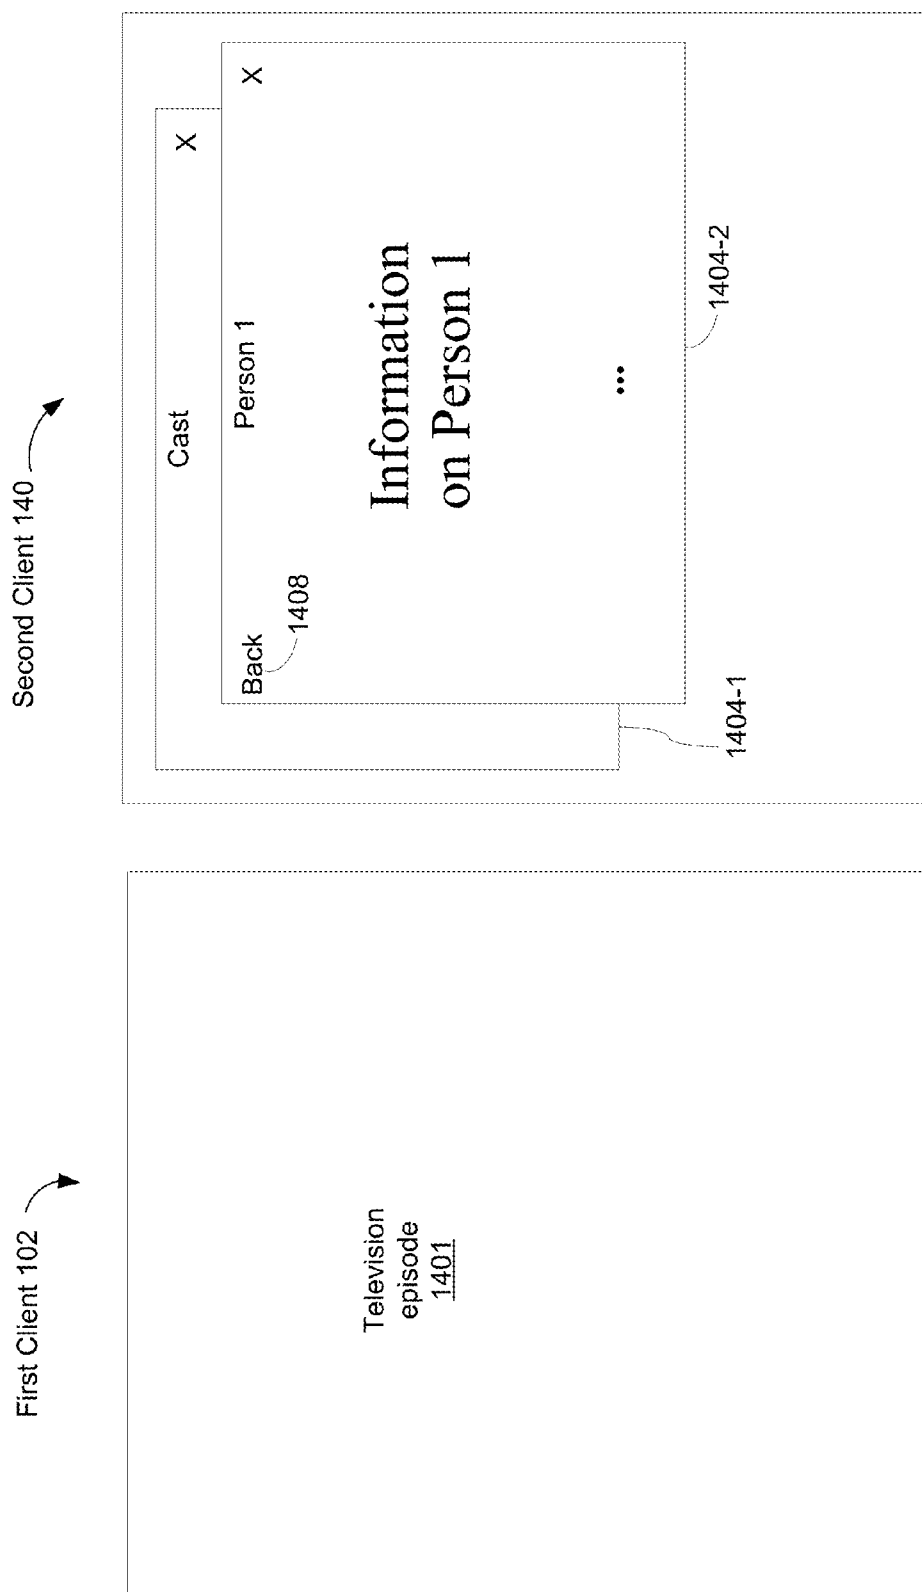 First Client 102
Television
episode
1401
Second Client 140
Cast
X
Back
Person 1
X
1408
Information
on Person 1
...
1404-1
1404-2